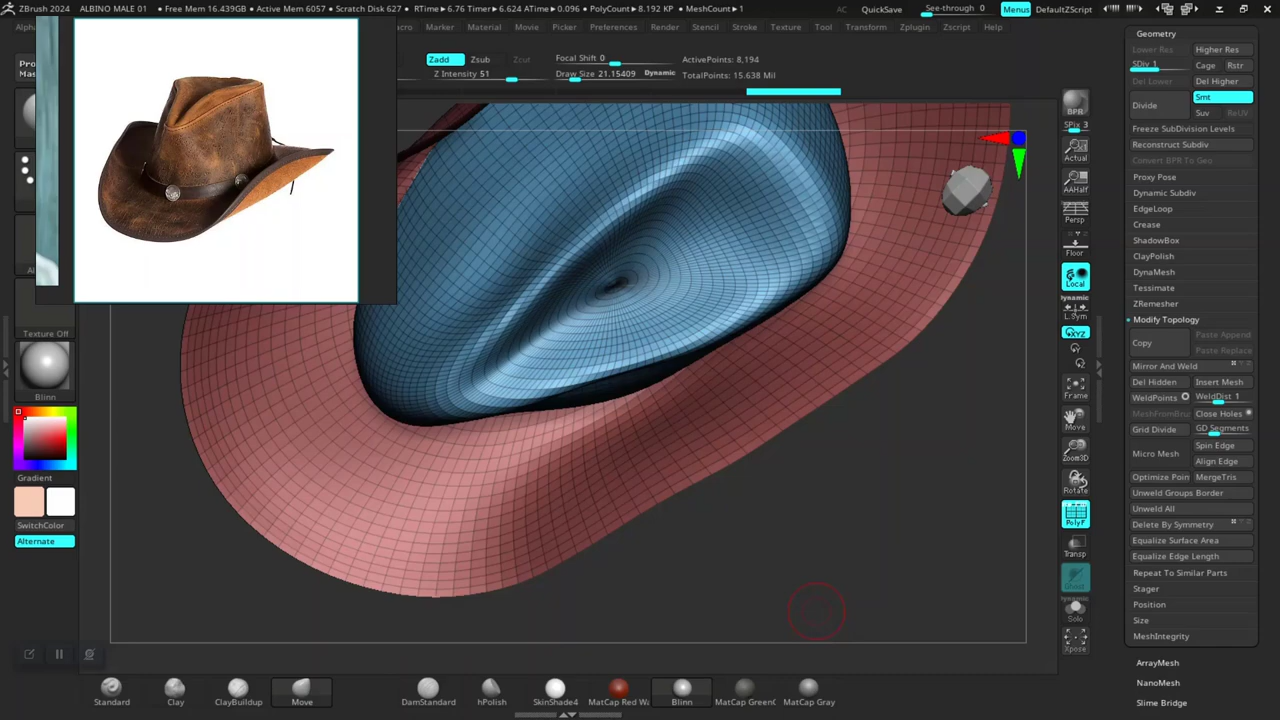 ZBrush 2024 ALBINO MALE 01 • Free Mem 16.439GB • Active Mem 6057 • Scratch Disk 627 • RTime▸6.76 Timer▸6.624 ATime▸0.096 • PolyCount▸8.192 KP • MeshCount▸1 AC QuickSave See-through 0 Menus DefaultZScript
Marker Material Movie Picker Preferences Render Stencil Stroke Texture Tool Transform Zplugin Zscript Help
Zadd Zsub Focal Shift 0 ActivePoints: 8,194
Z Intensity 51 Draw Size 21.15409 Dynamic TotalPoints: 15.638 Mil
Geometry
Lower Res Higher Res
SDiv 1 Cage Rstr
Del Lower Del Higher
Divide Smt
Suv ReUV
Freeze SubDivision Levels
Reconstruct Subdiv
Convert BPR To Geo
Proxy Pose
Dynamic Subdiv
EdgeLoop
Crease
ShadowBox
ClayPolish
DynaMesh
Tessimate
ZRemesher
Modify Topology
Copy Paste Append
Paste Replace
Mirror And Weld
Del Hidden Insert Mesh
WeldPoints WeldDist 1
MeshFromBru Close Holes
Grid Divide GD Segments
Micro Mesh Spin Edge
Align Edge
Optimize Poin MergeTris
Unweld Groups Border
Unweld All
Delete By Symmetry
Equalize Surface Area
Equalize Edge Length
Repeat To Similar Parts
Stager
Position
Size
MeshIntegrity
ArrayMesh
NanoMesh
Slime Bridge
BPR
SPix 3
Actual
AAHalf
Persp
Floor
Local
Dynamic
L.Sym
XYZ
Frame
Move
Zoom3D
Rotate
PolyF
Transp
Ghost
Dynamic
Solo
Xpose
Texture Off
Blinn
Gradient
SwitchColor
Alternate
Standard Clay ClayBuildup Move DamStandard hPolish SkinShade4 MatCap Red Wa Blinn MatCap GreenC MatCap Gray